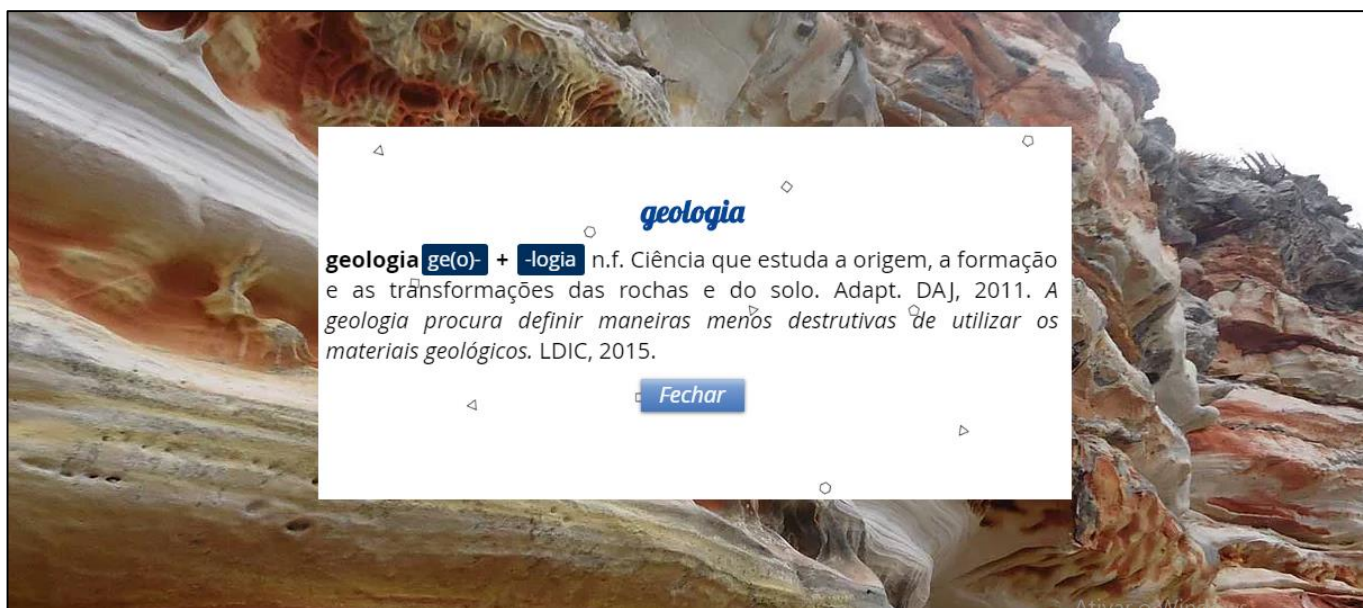 geologia
geologia ge(o)- + -logia n.f. Ciência que estuda a origem, a formação
e as transformações das rochas e do solo. Adapt. DAJ, 2011. A
geologia procura definir maneiras menos destrutivas de utilizar os
materiais geológicos. LDIC, 2015.
Fechar